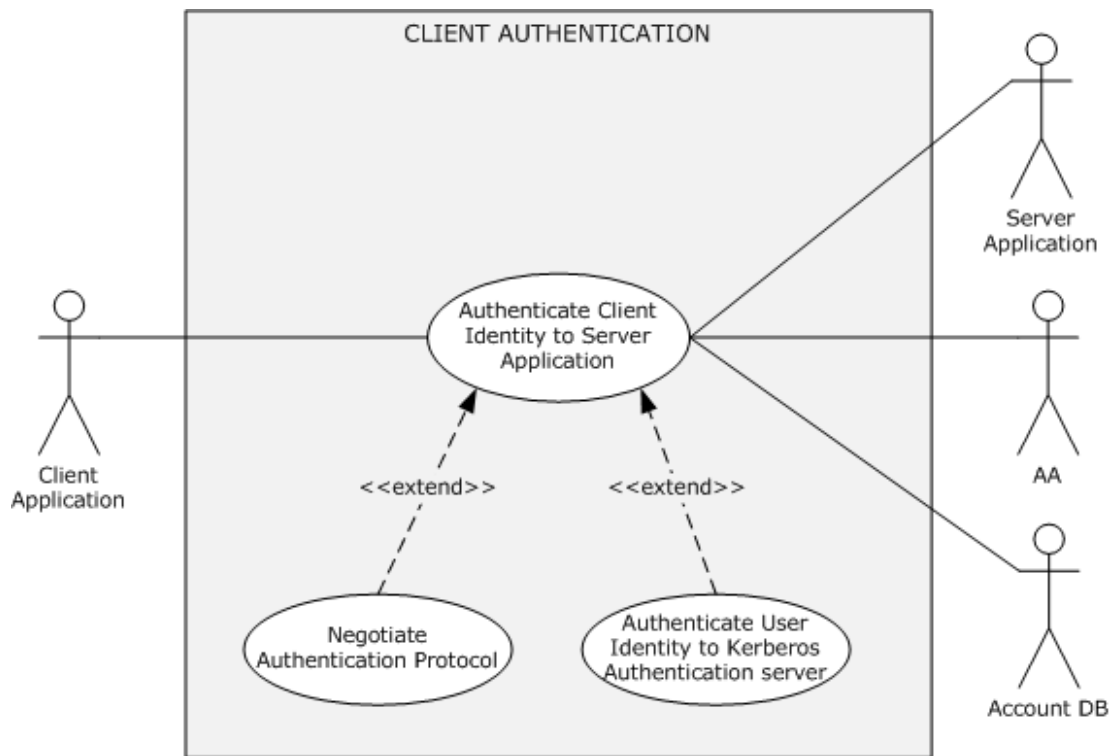 CLIENT AUTHENTICATION
Server
Application
Authenticate Client
Identity to Server
Application
Client
Application
AA
<<extend>>
<<extend>>
Negotiate
Authentication Protocol
Authenticate User
Identity to Kerberos
Authentication server
Account DB